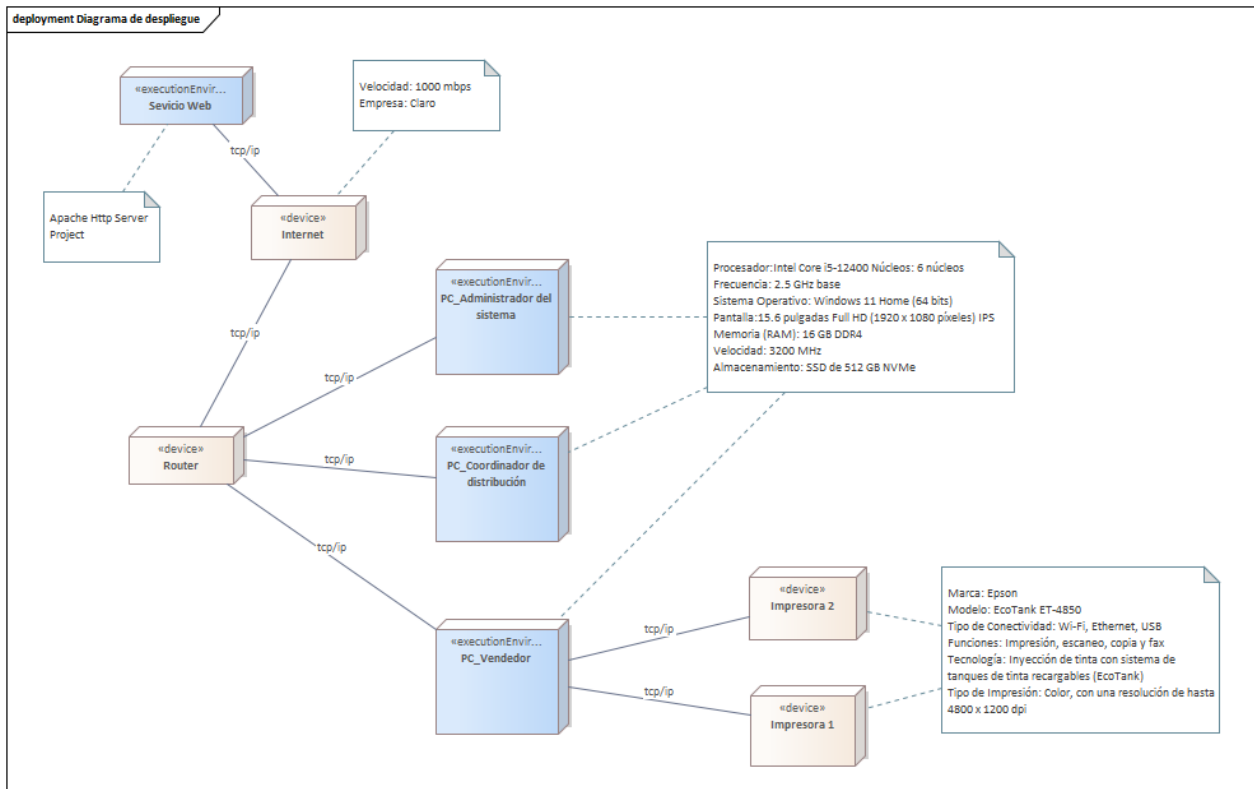 deployment Diagrama de despliegue
«executionEnvir...
Sevicio Web
Velocidad: 1000 mbps
Empresa: Claro
tcp/ip
Apache Http Server
Project
«device»
Internet
tcp/ip
«executionEnvir...
PC_Administrador del
sistema
Procesador:Intel Core i5-12400 Núcleos: 6 núcleos
Frecuencia: 2.5 GHz base
Sistema Operativo: Windows 11 Home (64 bits)
Pantalla:15.6 pulgadas Full HD (1920 x 1080 píxeles) IPS
Memoria (RAM): 16 GB DDR4
Velocidad: 3200 MHz
Almacenamiento: SSD de 512 GB NVMe
tcp/ip
«device»
Router
tcp/ip
«executionEnvir...
PC_Coordinador de
distribución
tcp/ip
«executionEnvir...
PC_Vendedor
tcp/ip
«device»
Impresora 2
tcp/ip
«device»
Impresora 1
Marca: Epson
Modelo: EcoTank ET-4850
Tipo de Conectividad: Wi-Fi, Ethernet, USB
Funciones: Impresión, escaneo, copia y fax
Tecnología: Inyección de tinta con sistema de
tanques de tinta recargables (EcoTank)
Tipo de Impresión: Color, con una resolución de hasta
4800 x 1200 dpi